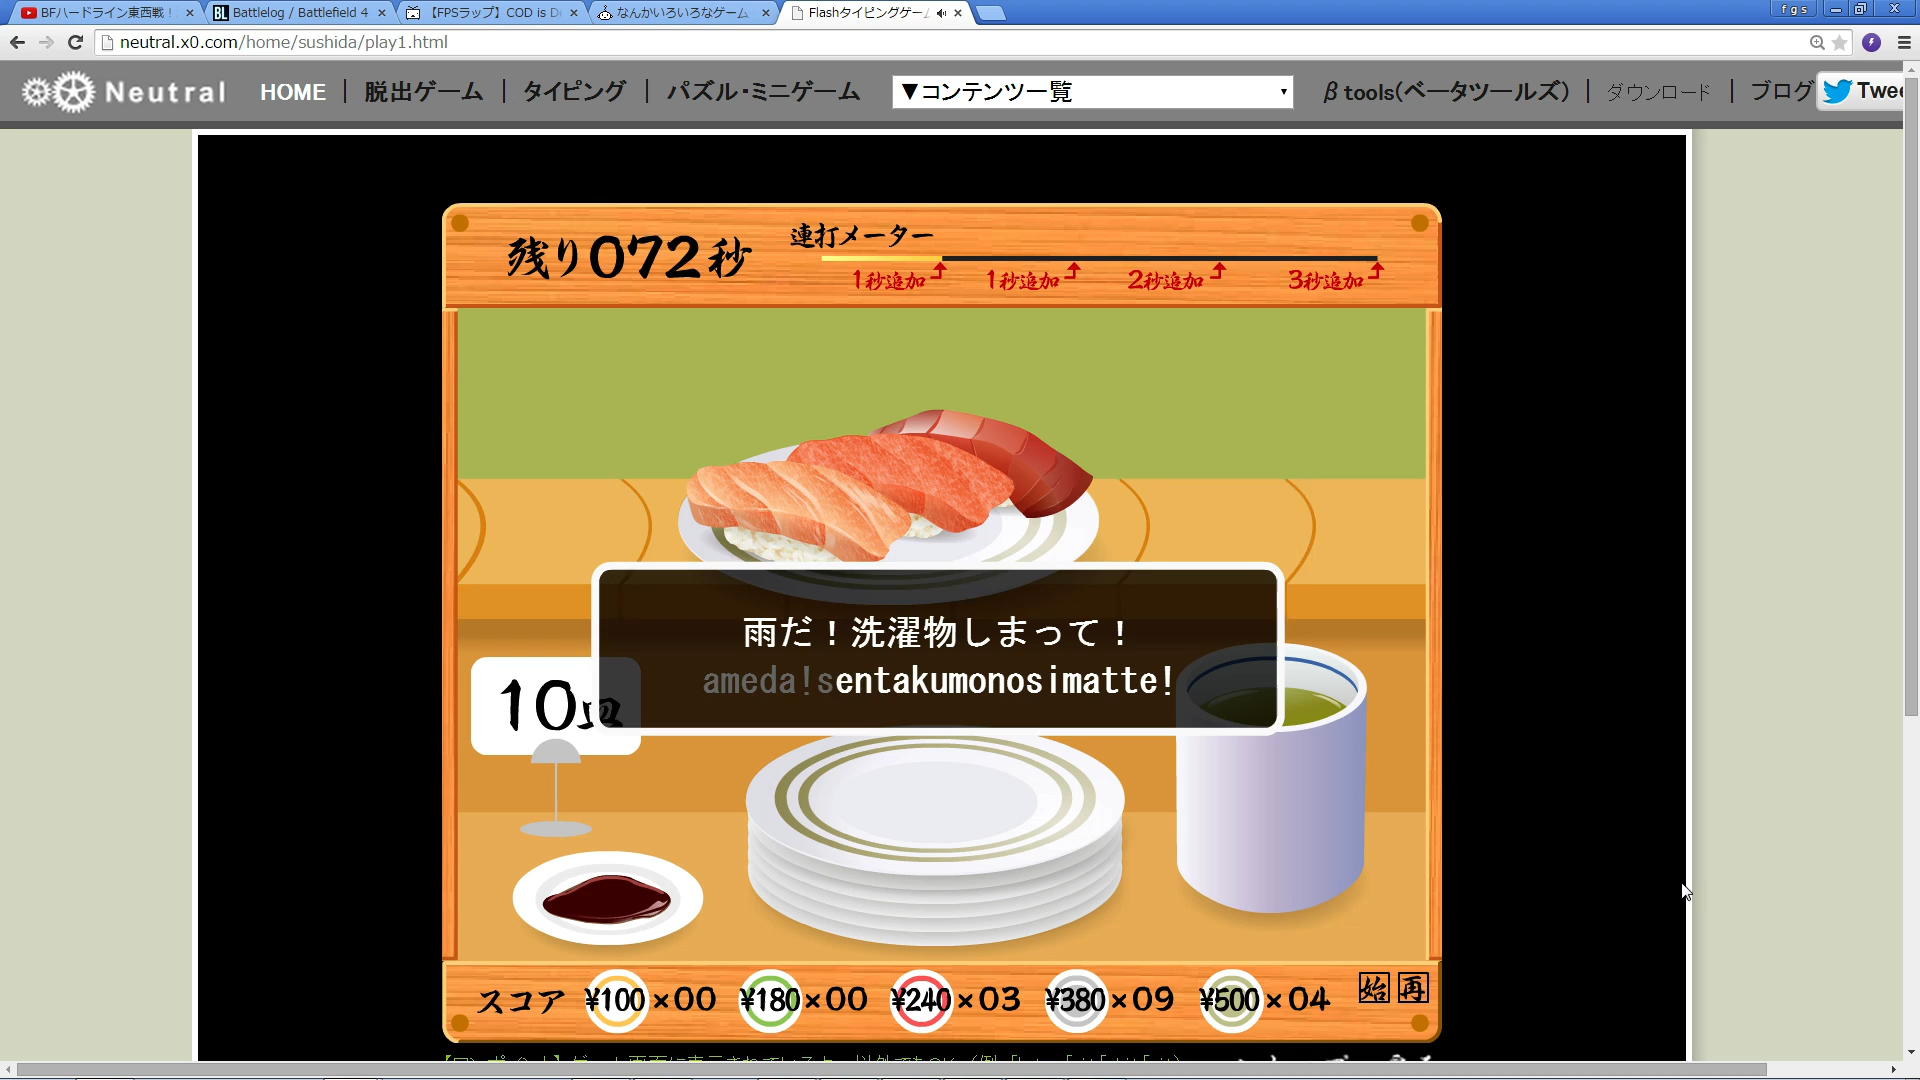 BFハードライン東西戦!
Battlelog / Battlefield 4
【FPSラップ】COD is D
なんかいろいろなゲーム
Flashタイピングゲー
f g s
neutral.x0.com/home/sushida/play1.html
Neutral
HOME | 脱出ゲーム | タイピング | パズル・ミニゲーム
▼コンテンツ一覧
β tools(ベータツールズ) | ダウンロード | ブログ
Twee
残り072秒
連打メーター
1秒追加 1秒追加 2秒追加 3秒追加
雨だ！洗濯物しまって！
ameda!sentakumonosimatte!
10皿
スコア ¥100×00 ¥180×00 ¥240×03 ¥380×09 ¥500×04 始 再